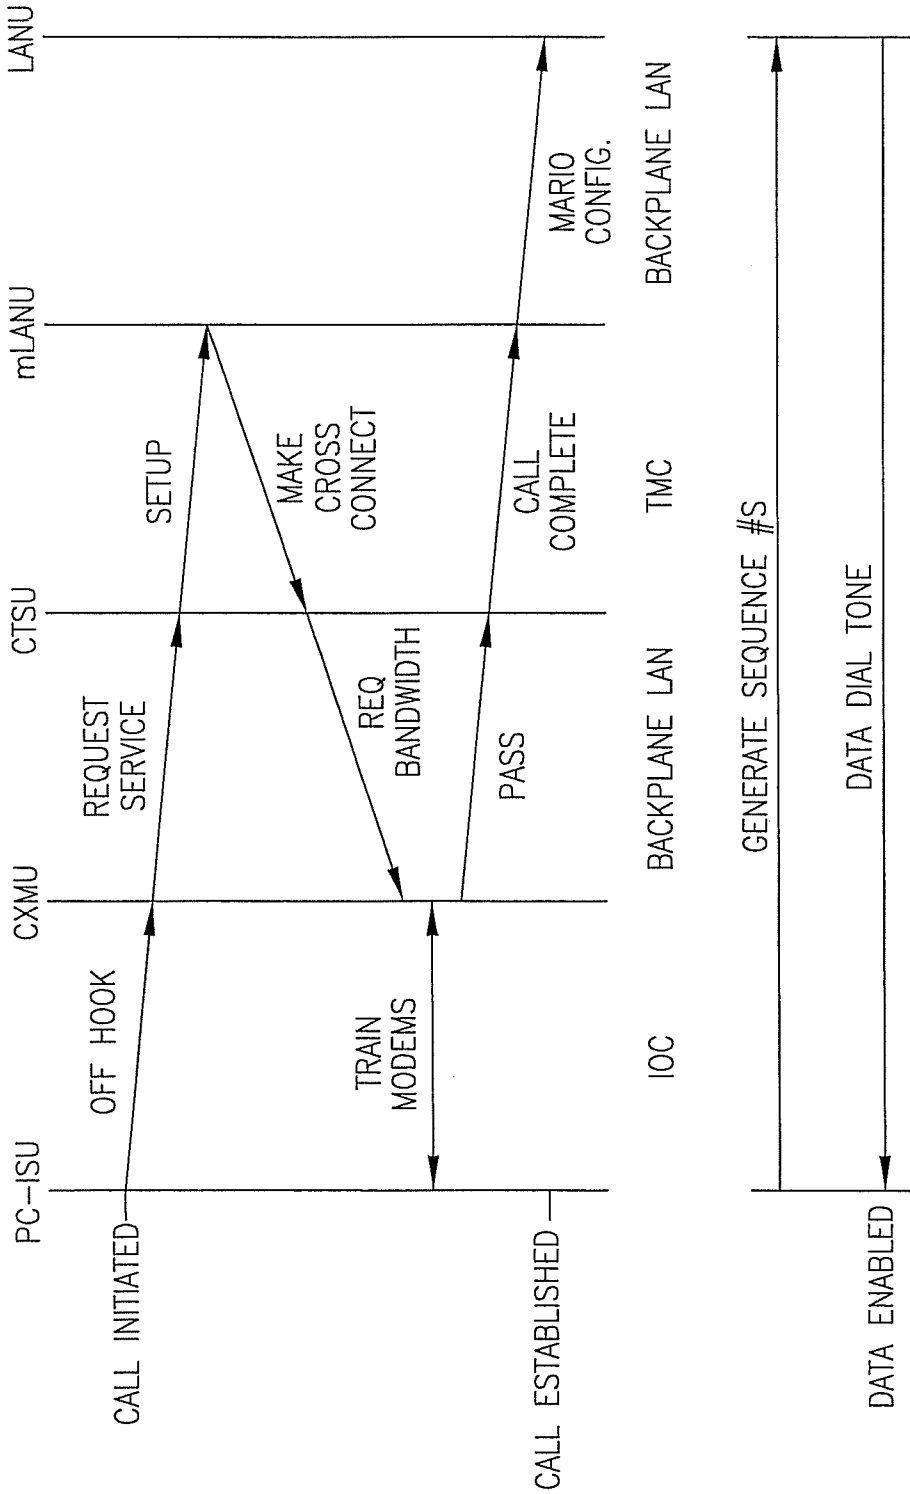 PC-ISU
CXMU
CTSU
mLANU
LANU
CALL INITIATED
OFF HOOK
REQUEST
SERVICE
SETUP
MAKE
CROSS
CONNECT
REQ
BANDWIDTH
TRAIN
MODEMS
PASS
CALL
COMPLETE
MARIO
CONFIG.
CALL ESTABLISHED
IOC
BACKPLANE LAN
TMC
BACKPLANE LAN
GENERATE SEQUENCE #S
DATA DIAL TONE
DATA ENABLED